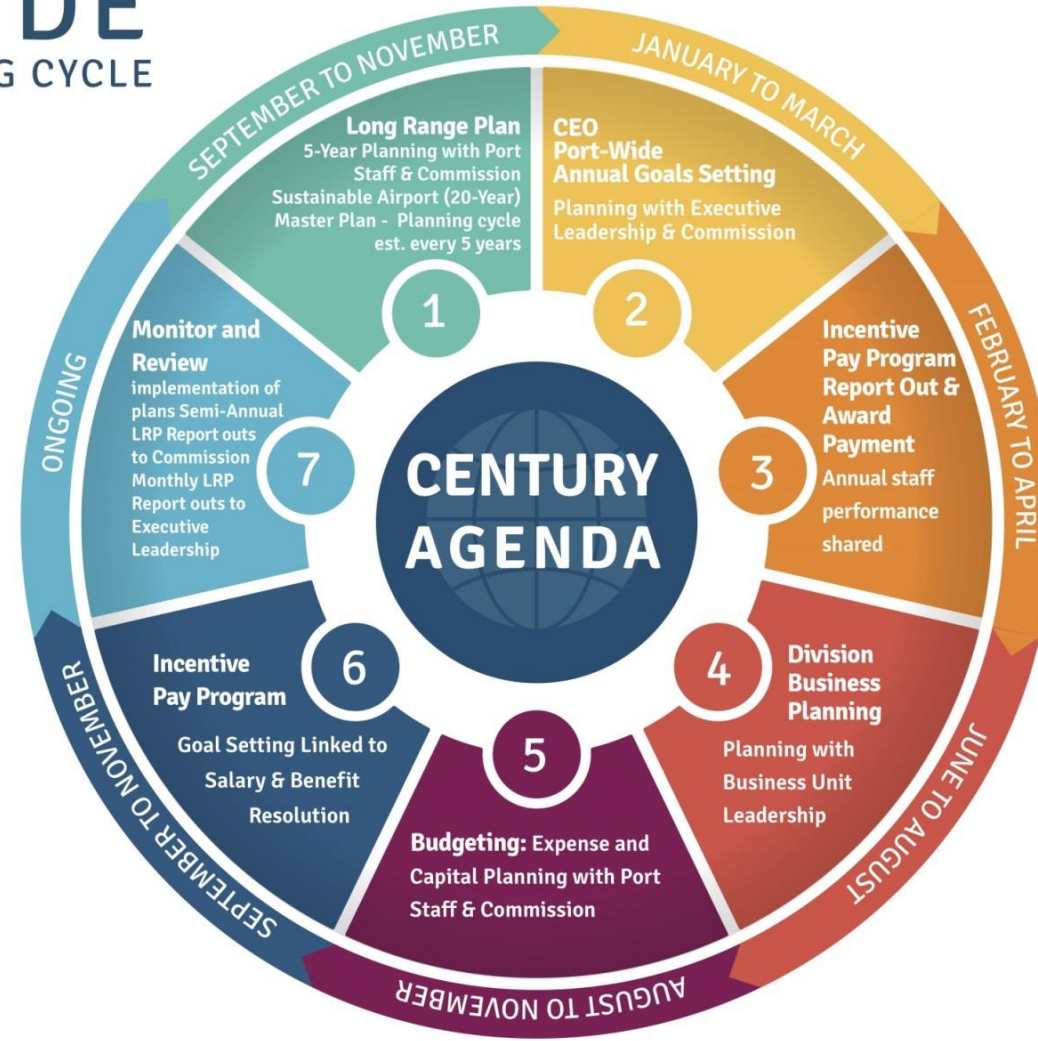 DE
G CYCLE
SEPTEMBER TO NOVEMBER
Long Range Plan
5-Year Planning with Port
Staff & Commission
Sustainable Airport (20-Year)
Master Plan - Planning cycle
est. every 5 years
1
JANUARY TO MARCH
CEO
Port-Wide
Annual Goals Setting
Planning with Executive
Leadership & Commission
2
FEBRUARY TO APRIL
Incentive
Pay Program
Report Out &
Award
Payment
Annual staff
performance
shared
3
JUNE TO AUGUST
Division
Business
Planning
Planning with
Business Unit
Leadership
4
AUGUST TO NOVEMBER
5
Budgeting: Expense and
Capital Planning with Port
Staff & Commission
SEPTEMBER TO NOVEMBER
6
Incentive
Pay Program
Goal Setting Linked to
Salary & Benefit
Resolution
ONGOING
Monitor and
Review
implementation of
plans Semi-Annual
LRP Report outs
to Commission
Monthly LRP
Report outs to
Executive
Leadership
7
CENTURY
AGENDA